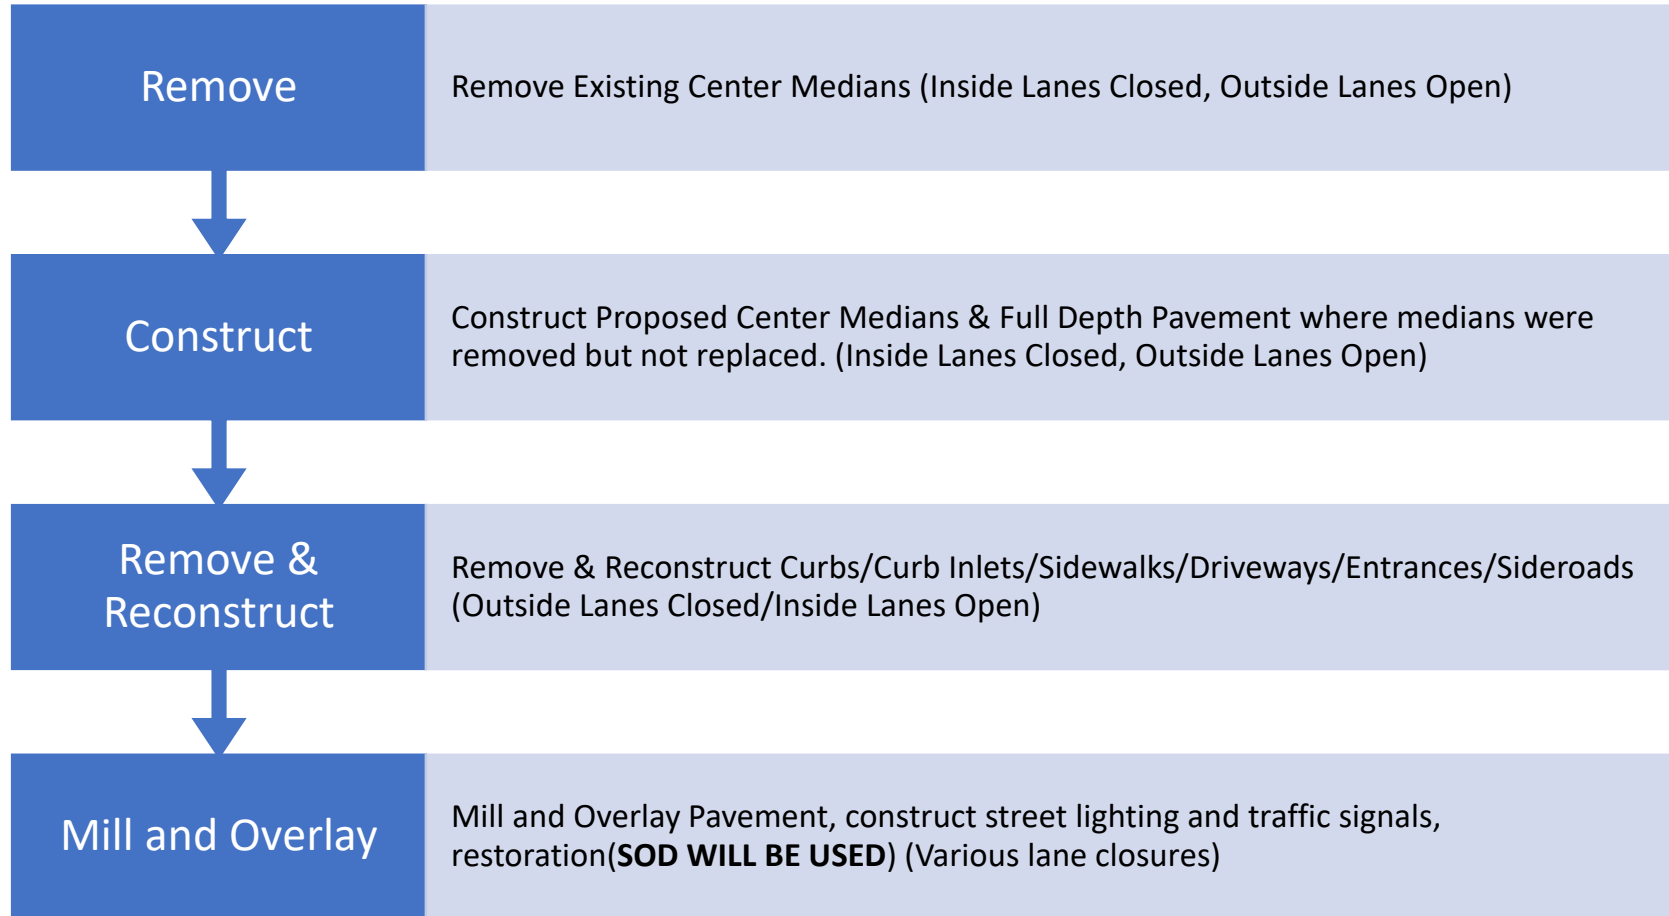 Remove
Remove Existing Center Medians (Inside Lanes Closed, Outside Lanes Open)
Construct
Construct Proposed Center Medians & Full Depth Pavement where medians were
removed but not replaced. (Inside Lanes Closed, Outside Lanes Open)
Remove &
Reconstruct
Remove & Reconstruct Curbs/Curb Inlets/Sidewalks/Driveways/Entrances/Sideroads
(Outside Lanes Closed/Inside Lanes Open)
Mill and Overlay
Mill and Overlay Pavement, construct street lighting and traffic signals,
restoration(SOD WILL BE USED) (Various lane closures)